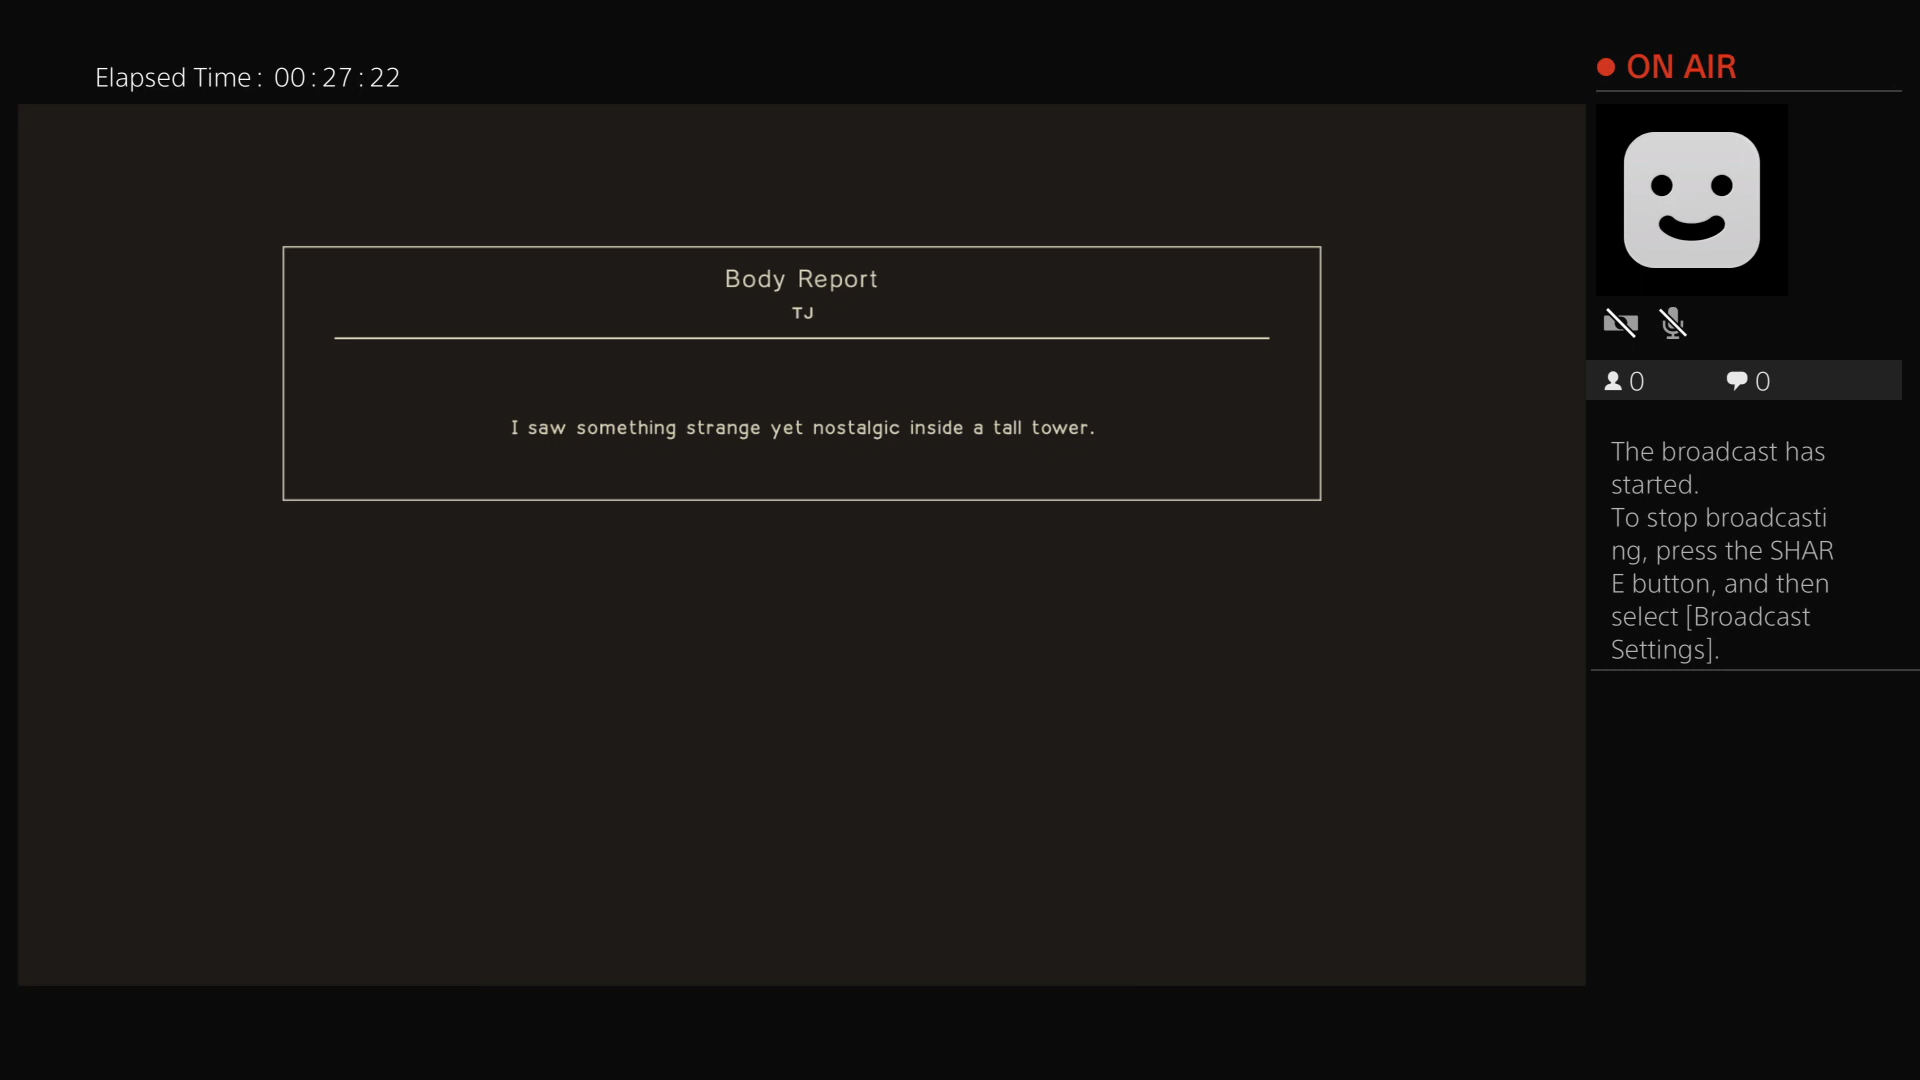 Elapsed Time: 00:27:22
ON AIR
Body Report
TJ
I saw something strange yet nostalgic inside a tall tower.
0 0
The broadcast has
started.
To stop broadcasti
ng, press the SHAR
E button, and then
select [Broadcast
Settings].